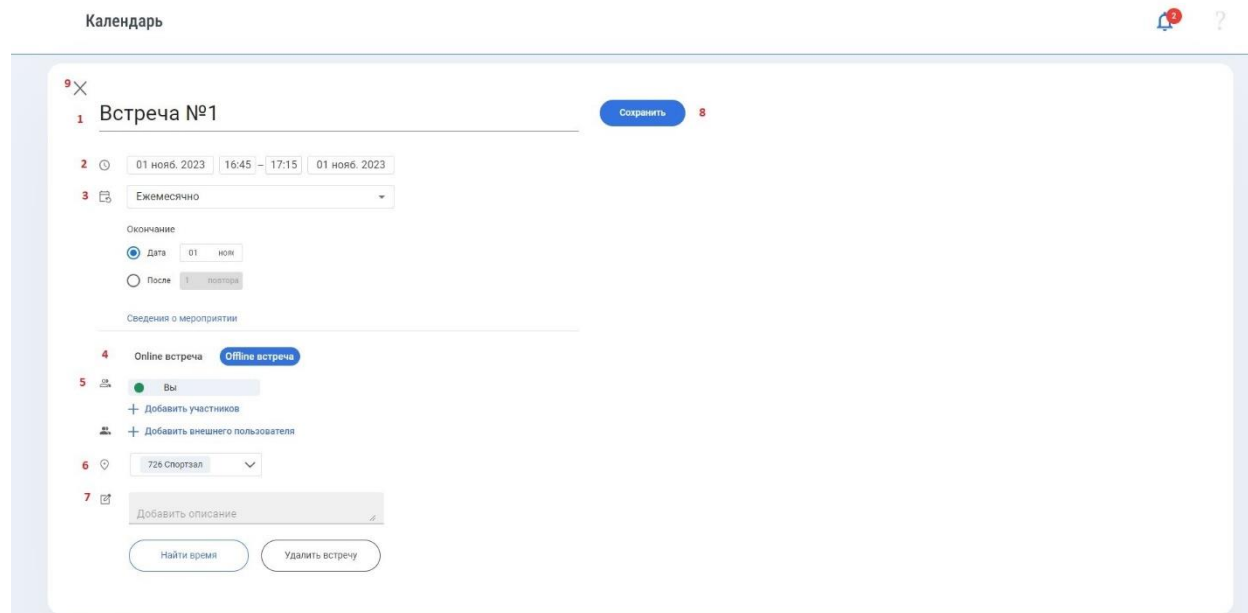 Календарь
2
?
9
1 Встреча №1
Сохранить 8
2 01 нояб. 2023 16:45 – 17:15 01 нояб. 2023
3 Ежемесячно
Окончание
Дата 01 нояк
После 1 повтора
Сведения о мероприятии
4 Online встреча Offline встреча
5 Вы
+ Добавить участников
+ Добавить внешнего пользователя
6 726 Спортзал
7 Добавить описание
Найти время Удалить встречу